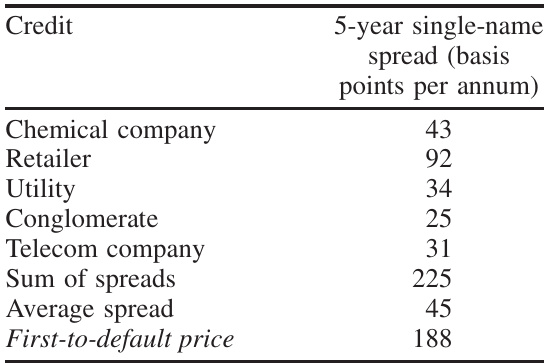 Credit 5-year single-name
spread (basis
points per annum)
Chemical company 43
Retailer 92
Utility 34
Conglomerate 25
Telecom company 31
Sum of spreads 225
Average spread 45
First-to-default price 188